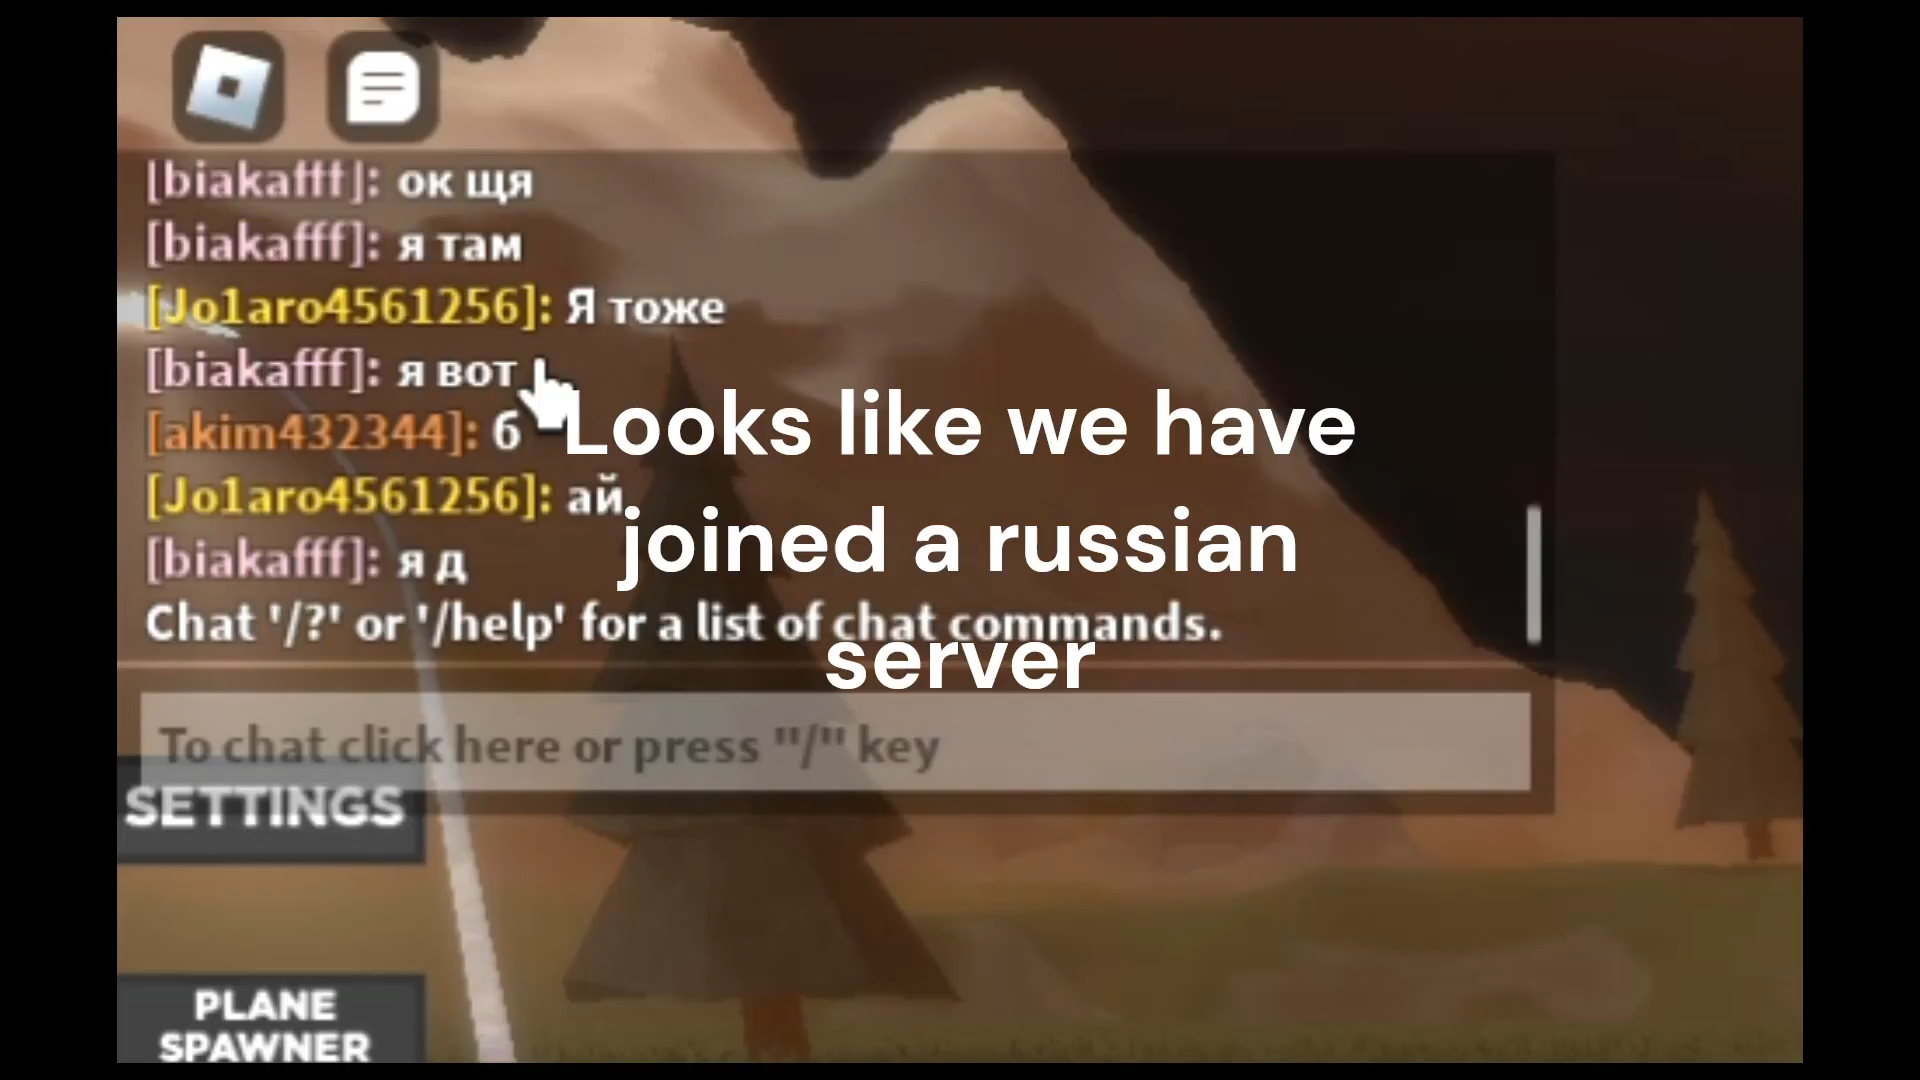 [biakafff]: ок щя
[biakafff]: я там
[Jo1aro4561256]: Я тоже
[biakafff]: я вот
[akim432344]: б
[Jo1aro4561256]: ай
[biakafff]: я д
Chat '/?' or '/help' for a list of chat commands.
Looks like we have
joined a russian
server
To chat click here or press "/" key
SETTINGS
PLANE
SPAWNER